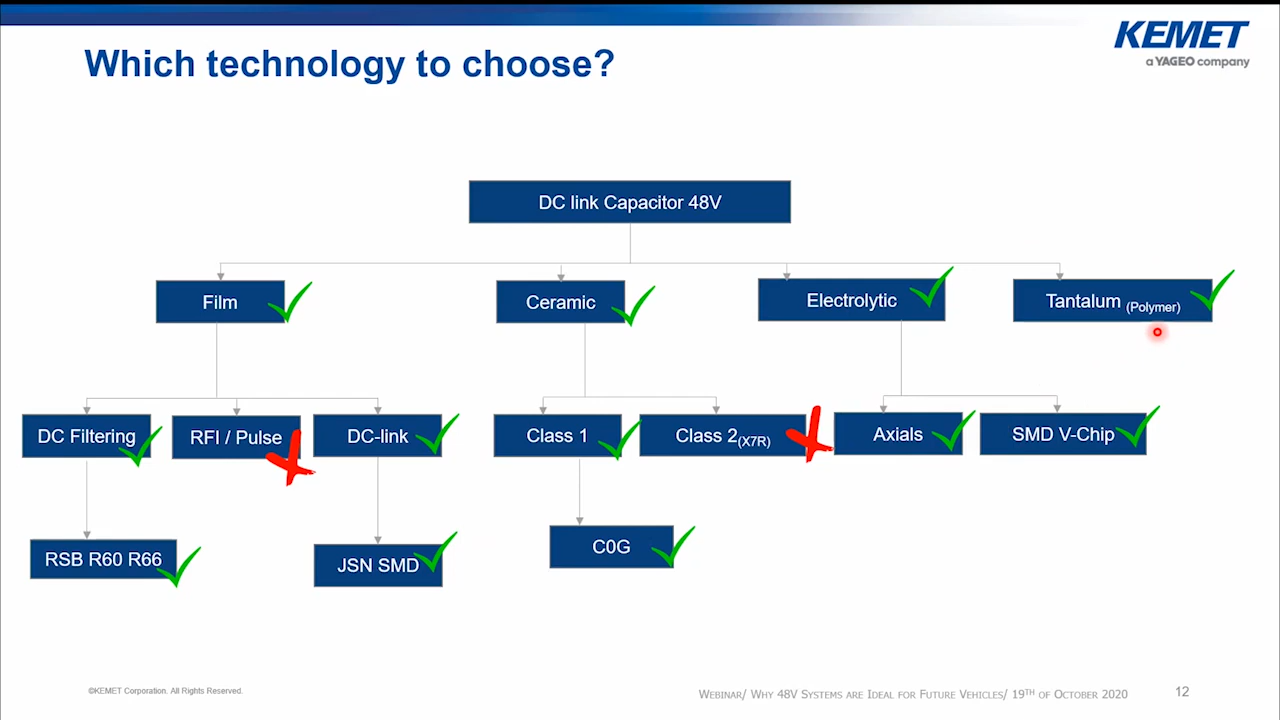 KEMET
a YAGEO company
Which technology to choose?
DC link Capacitor 48V
Film
Ceramic
Electrolytic
Tantalum (Polymer)
DC Filtering
RFI / Pulse
DC-link
Class 1
Class 2(X7R)
Axials
SMD V-Chip
RSB R60 R66
JSN SMD
C0G
©KEMET Corporation. All Rights Reserved.
WEBINAR/ WHY 48V SYSTEMS ARE IDEAL FOR FUTURE VEHICLES/ 19TH OF OCTOBER 2020
12